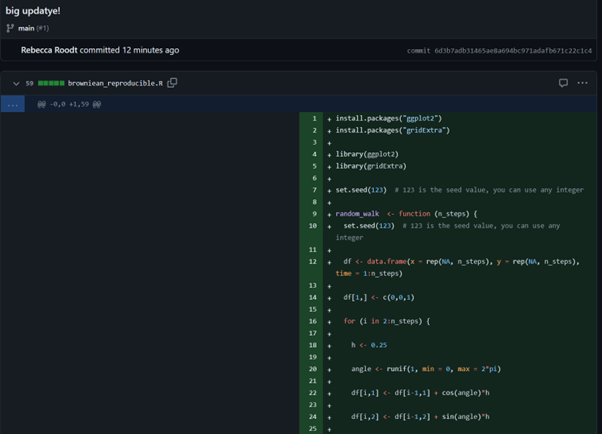 big updatye!
main (#1)
Rebecca Roodt committed 12 minutes ago
commit 6d3b7adb31465ae8a694bc971adafb671c22c1c4
59 browniean_reproducible.R
... @@ -0,0 +1,59 @@
1 + install.packages("ggplot2")
2 + install.packages("gridExtra")
3 +
4 + library(ggplot2)
5 + library(gridExtra)
6 +
7 + set.seed(123)  # 123 is the seed value, you can use any integer
8 +
9 + random_walk  <- function (n_steps) {
10 +   set.seed(123)  # 123 is the seed value, you can use any
integer
11 +
12 +   df <- data.frame(x = rep(NA, n_steps), y = rep(NA, n_steps),
time = 1:n_steps)
13 +
14 +   df[1,] <- c(0,0,1)
15 +
16 +   for (i in 2:n_steps) {
17 +
18 +     h <- 0.25
19 +
20 +     angle <- runif(1, min = 0, max = 2*pi)
21 +
22 +     df[i,1] <- df[i-1,1] + cos(angle)*h
23 +
24 +     df[i,2] <- df[i-1,2] + sin(angle)*h
25 +